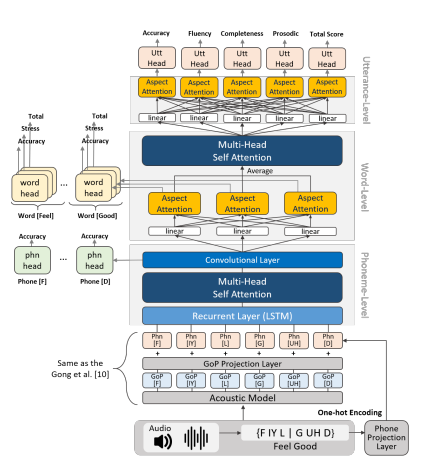 Accuracy Fluency Completeness Prosodic Total Score
Utt Head Utt Head Utt Head Utt Head Utt Head
Aspect Attention Aspect Attention Aspect Attention Aspect Attention Aspect Attention
linear linear linear linear linear
Utterance-Level
Total Total
Stress Stress
Accuracy Accuracy
Multi-Head
Self Attention
Average
word head ... word head
Word [Feel] Word [Good]
Aspect Attention Aspect Attention Aspect Attention
linear linear linear
Word-Level
Accuracy Accuracy
phn head ... phn head
Phone [F] Phone [D]
Convolutional Layer
Multi-Head
Self Attention
Recurrent Layer (LSTM)
Phoneme-Level
Phn [F] Phn [IY] Phn [L] Phn [G] Phn [UH] Phn [D]
+ + + + + +
GoP Projection Layer
GoP [F] GoP [IY] GoP [L] GoP [G] GoP [UH] GoP [D]
Acoustic Model
Same as the
Gong et al. [10]
One-hot Encoding
Audio
{F IY L | G UH D}
Feel Good
Phone
Projection
Layer